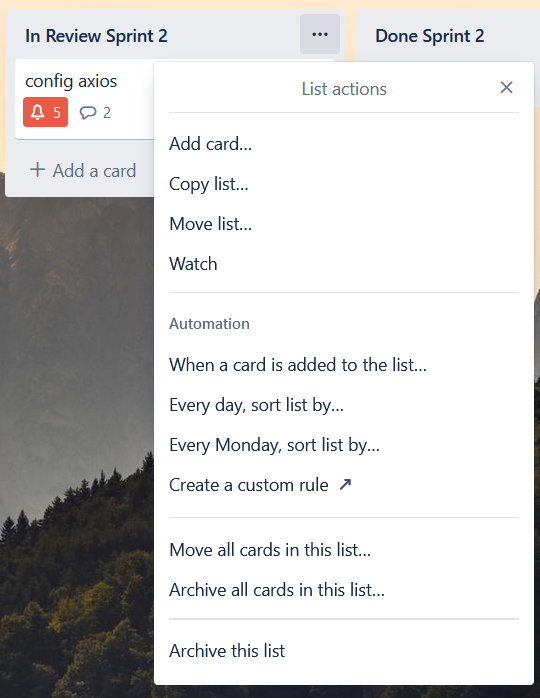 In Review Sprint 2
Done Sprint 2
config axios
5
2
+ Add a card
List actions
Add card...
Copy list...
Move list...
Watch
Automation
When a card is added to the list...
Every day, sort list by...
Every Monday, sort list by...
Create a custom rule ↗
Move all cards in this list...
Archive all cards in this list...
Archive this list